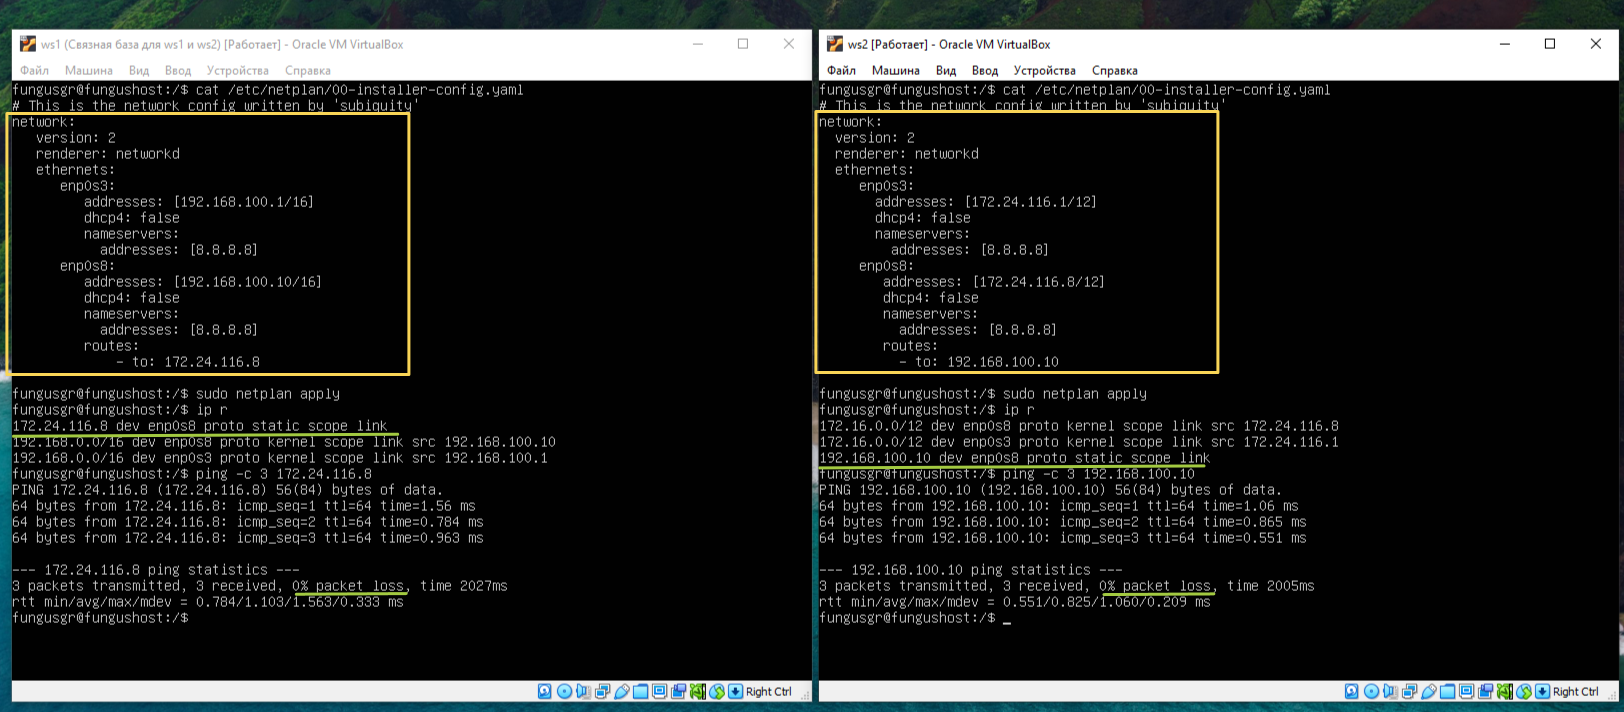 ws1 (Связная база для ws1 и ws2) [Работает] - Oracle VM VirtualBox
Файл Машина Вид Ввод Устройства Справка
fungusgr@fungushost:/$ cat /etc/netplan/00-installer-config.yaml
# This is the network config written by 'subiquity'
network:
  version: 2
  renderer: networkd
  ethernets:
    enp0s3:
      addresses: [192.168.100.1/16]
      dhcp4: false
      nameservers:
        addresses: [8.8.8.8]
    enp0s8:
      addresses: [192.168.100.10/16]
      dhcp4: false
      nameservers:
        addresses: [8.8.8.8]
      routes:
          - to: 172.24.116.8
fungusgr@fungushost:/$ sudo netplan apply
fungusgr@fungushost:/$ ip r
172.24.116.8 dev enp0s8 proto static scope link
192.168.0.0/16 dev enp0s8 proto kernel scope link src 192.168.100.10
192.168.0.0/16 dev enp0s3 proto kernel scope link src 192.168.100.1
fungusgr@fungushost:/$ ping -c 3 172.24.116.8
PING 172.24.116.8 (172.24.116.8) 56(84) bytes of data.
64 bytes from 172.24.116.8: icmp_seq=1 ttl=64 time=1.56 ms
64 bytes from 172.24.116.8: icmp_seq=2 ttl=64 time=0.784 ms
64 bytes from 172.24.116.8: icmp_seq=3 ttl=64 time=0.963 ms
--- 172.24.116.8 ping statistics ---
3 packets transmitted, 3 received, 0% packet loss, time 2027ms
rtt min/avg/max/mdev = 0.784/1.103/1.563/0.333 ms
fungusgr@fungushost:/$
Right Ctrl
ws2 [Работает] - Oracle VM VirtualBox
Файл Машина Вид Ввод Устройства Справка
fungusgr@fungushost:/$ cat /etc/netplan/00-installer-config.yaml
# This is the network config written by 'subiquity'
network:
  version: 2
  renderer: networkd
  ethernets:
    enp0s3:
      addresses: [172.24.116.1/12]
      dhcp4: false
      nameservers:
        addresses: [8.8.8.8]
    enp0s8:
      addresses: [172.24.116.8/12]
      dhcp4: false
      nameservers:
        addresses: [8.8.8.8]
      routes:
        - to: 192.168.100.10
fungusgr@fungushost:/$ sudo netplan apply
fungusgr@fungushost:/$ ip r
172.16.0.0/12 dev enp0s8 proto kernel scope link src 172.24.116.8
172.16.0.0/12 dev enp0s3 proto kernel scope link src 172.24.116.1
192.168.100.10 dev enp0s8 proto static scope link
fungusgr@fungushost:/$ ping -c 3 192.168.100.10
PING 192.168.100.10 (192.168.100.10) 56(84) bytes of data.
64 bytes from 192.168.100.10: icmp_seq=1 ttl=64 time=1.06 ms
64 bytes from 192.168.100.10: icmp_seq=2 ttl=64 time=0.865 ms
64 bytes from 192.168.100.10: icmp_seq=3 ttl=64 time=0.551 ms
--- 192.168.100.10 ping statistics ---
3 packets transmitted, 3 received, 0% packet loss, time 2005ms
rtt min/avg/max/mdev = 0.551/0.825/1.060/0.209 ms
fungusgr@fungushost:/$ _
Right Ctrl